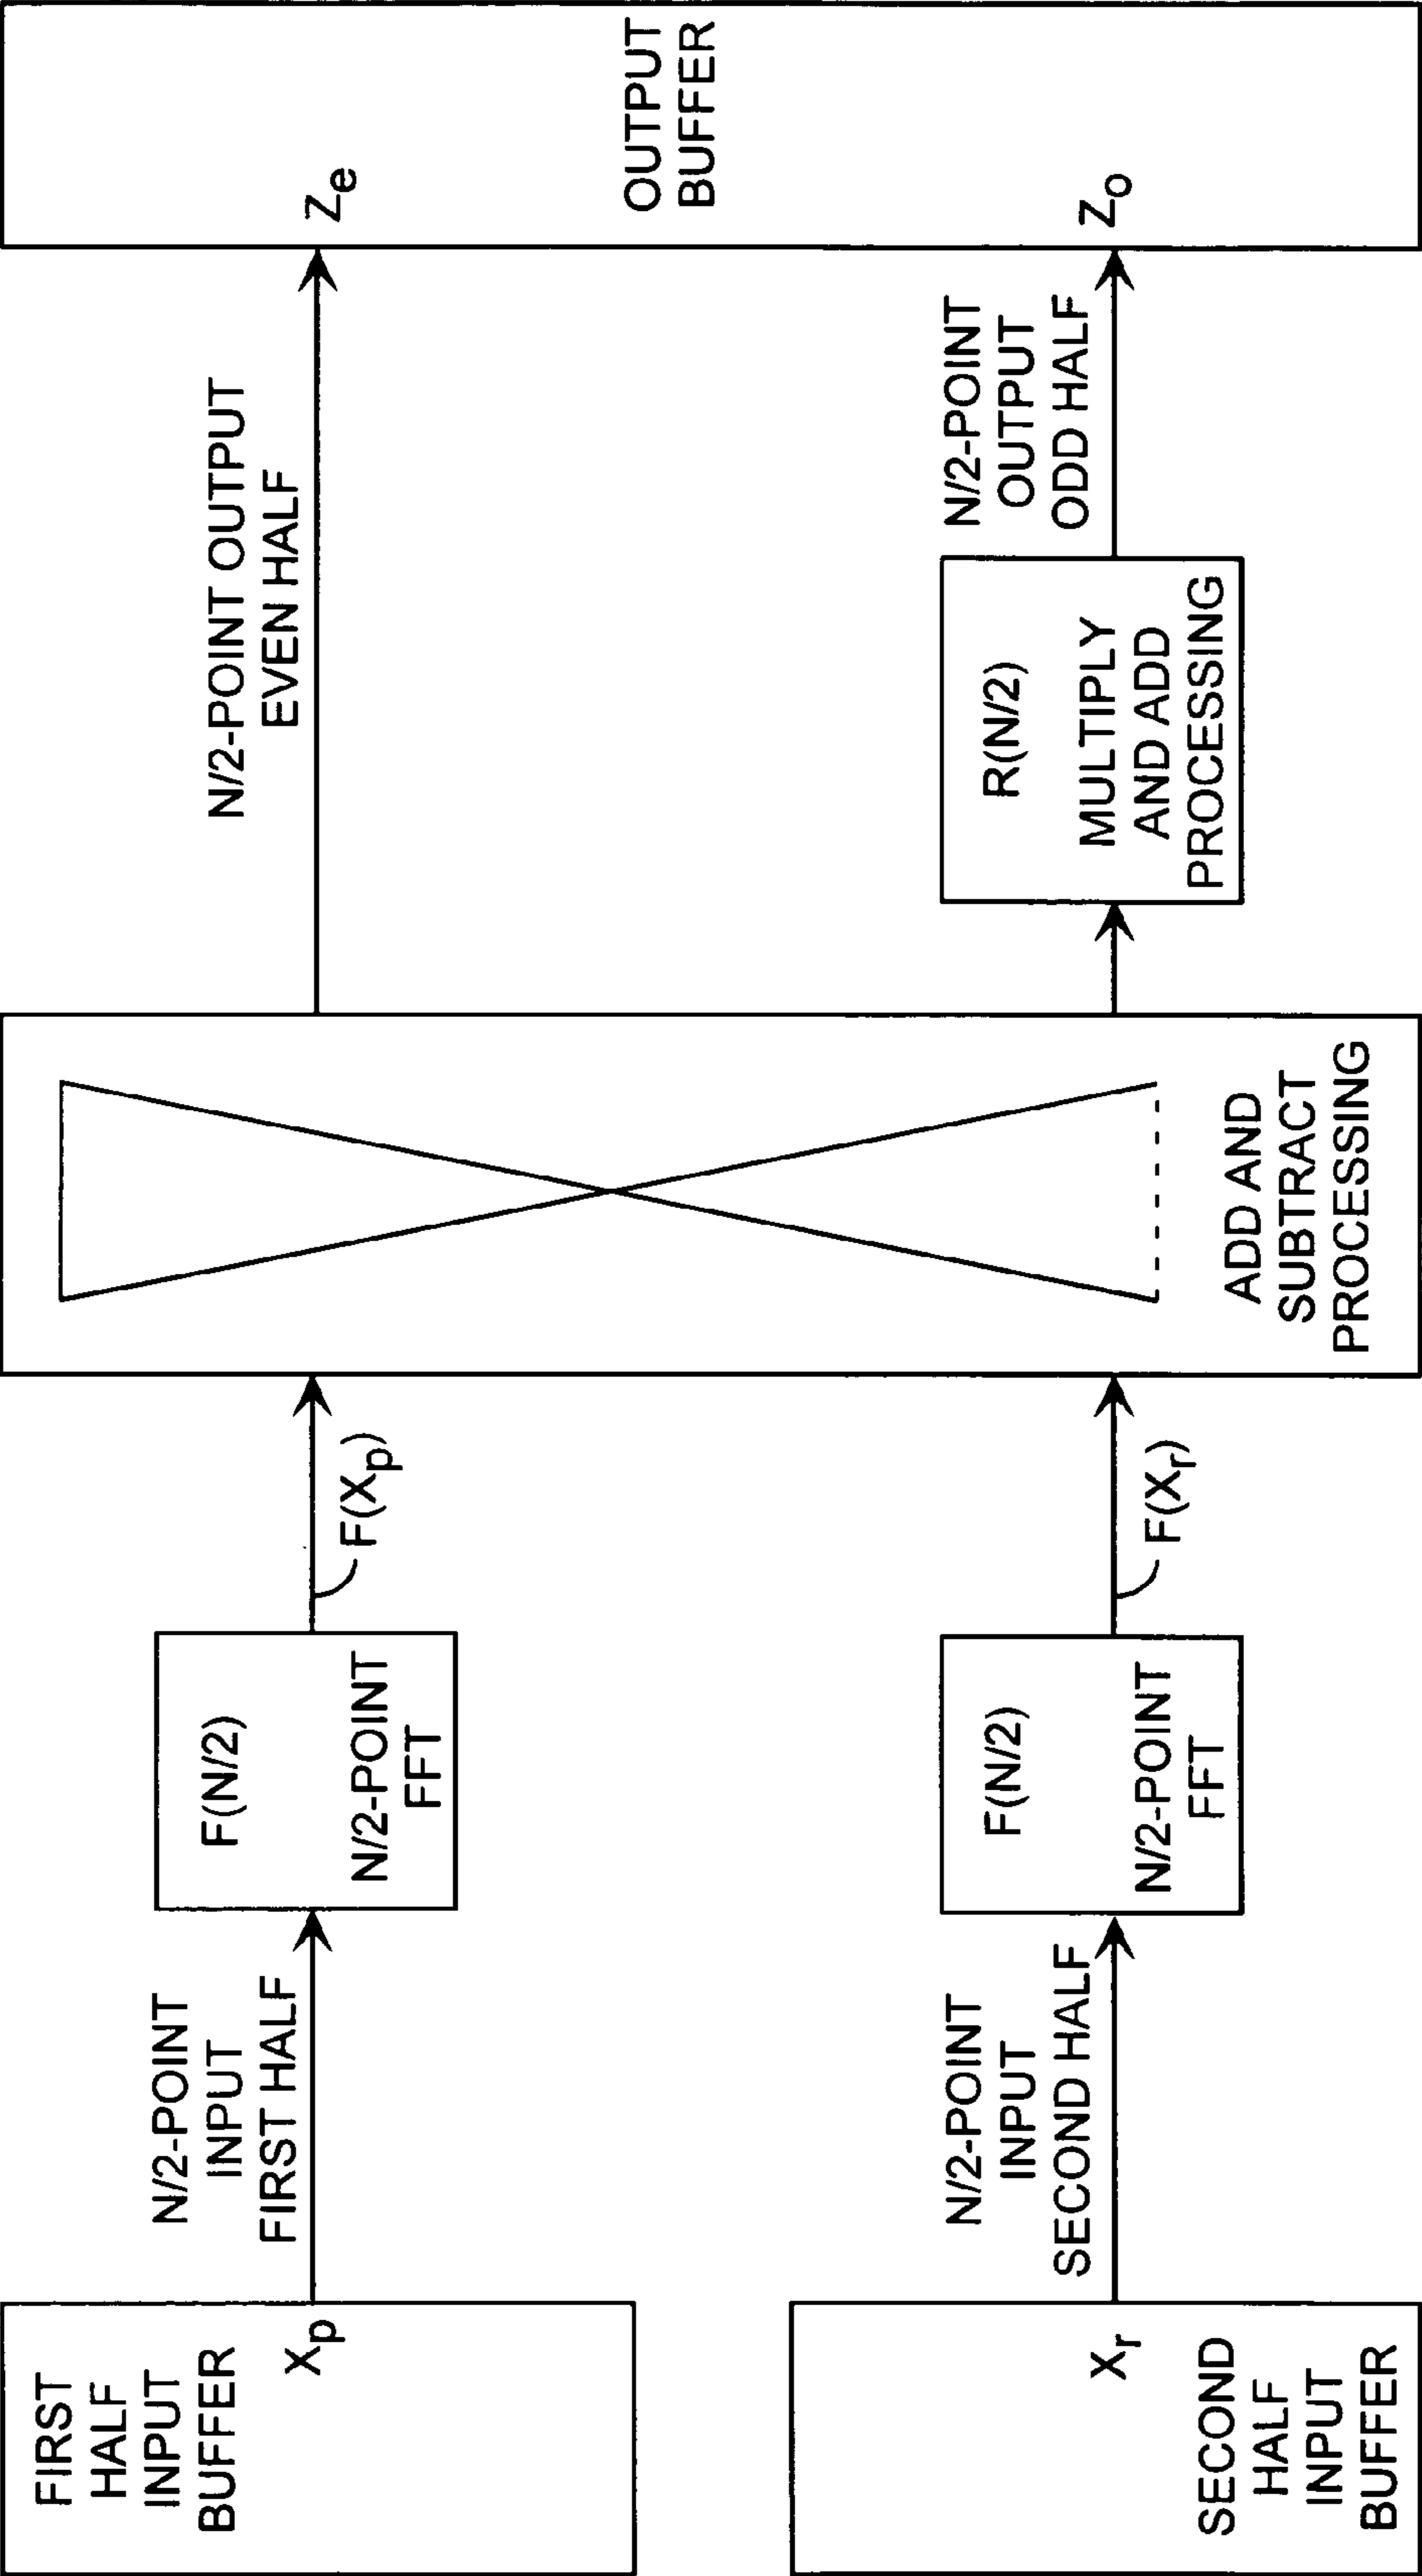 FIRST
HALF
INPUT
BUFFER
Xp
N/2-POINT
INPUT
FIRST HALF
F(N/2)
N/2-POINT
FFT
F(Xp)
SECOND
HALF
INPUT
BUFFER
Xr
N/2-POINT
INPUT
SECOND HALF
F(N/2)
N/2-POINT
FFT
F(Xr)
ADD AND
SUBTRACT
PROCESSING
N/2-POINT OUTPUT
EVEN HALF
R(N/2)
MULTIPLY
AND ADD
PROCESSING
N/2-POINT
OUTPUT
ODD HALF
Ze
OUTPUT
BUFFER
Zo